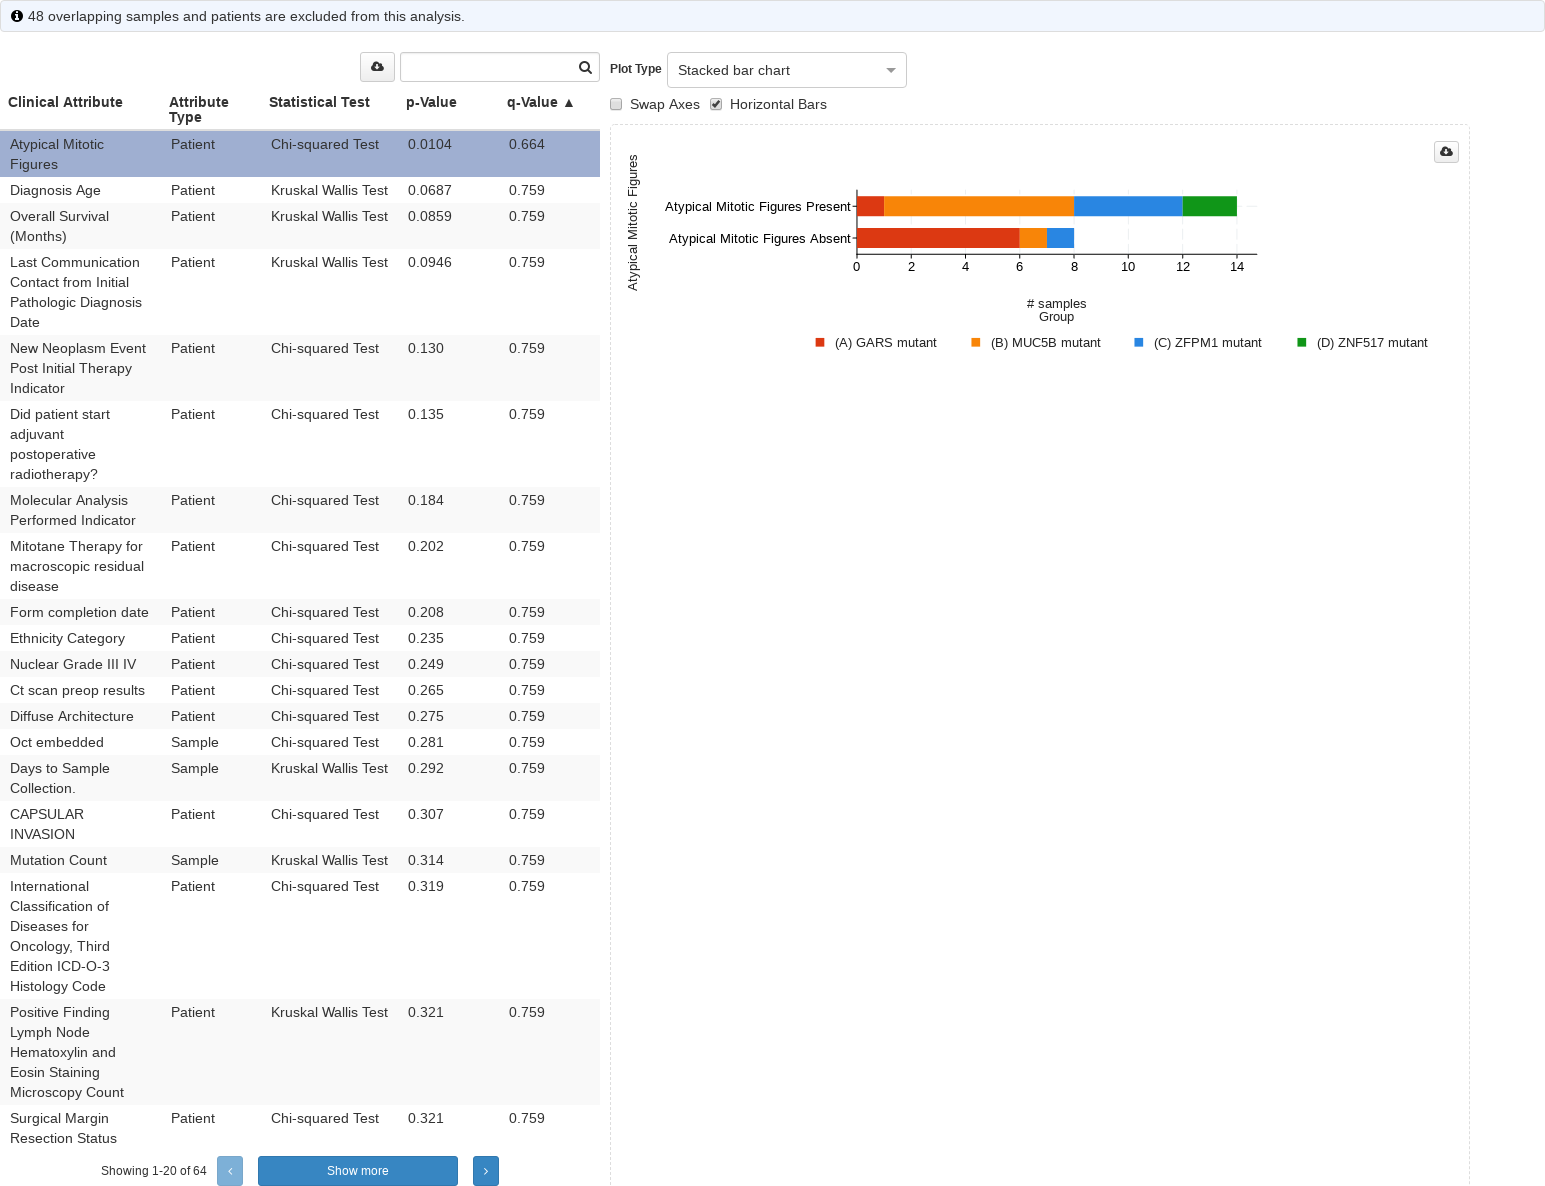 48 overlapping samples and patients are excluded from this analysis.
Plot Type Stacked bar chart
Swap Axes Horizontal Bars
Clinical Attribute Attribute Type Statistical Test p-Value q-Value ▲
Atypical Mitotic Figures Patient Chi-squared Test 0.0104 0.664
Diagnosis Age Patient Kruskal Wallis Test 0.0687 0.759
Overall Survival (Months) Patient Kruskal Wallis Test 0.0859 0.759
Last Communication Contact from Initial Pathologic Diagnosis Date Patient Kruskal Wallis Test 0.0946 0.759
New Neoplasm Event Post Initial Therapy Indicator Patient Chi-squared Test 0.130 0.759
Did patient start adjuvant postoperative radiotherapy? Patient Chi-squared Test 0.135 0.759
Molecular Analysis Performed Indicator Patient Chi-squared Test 0.184 0.759
Mitotane Therapy for macroscopic residual disease Patient Chi-squared Test 0.202 0.759
Form completion date Patient Chi-squared Test 0.208 0.759
Ethnicity Category Patient Chi-squared Test 0.235 0.759
Nuclear Grade III IV Patient Chi-squared Test 0.249 0.759
Ct scan preop results Patient Chi-squared Test 0.265 0.759
Diffuse Architecture Patient Chi-squared Test 0.275 0.759
Oct embedded Sample Chi-squared Test 0.281 0.759
Days to Sample Collection. Sample Kruskal Wallis Test 0.292 0.759
CAPSULAR INVASION Patient Chi-squared Test 0.307 0.759
Mutation Count Sample Kruskal Wallis Test 0.314 0.759
International Classification of Diseases for Oncology, Third Edition ICD-O-3 Histology Code Patient Chi-squared Test 0.319 0.759
Positive Finding Lymph Node Hematoxylin and Eosin Staining Microscopy Count Patient Kruskal Wallis Test 0.321 0.759
Surgical Margin Resection Status Patient Chi-squared Test 0.321 0.759
Showing 1-20 of 64 Show more
Atypical Mitotic Figures
Atypical Mitotic Figures Present
Atypical Mitotic Figures Absent
0 2 4 6 8 10 12 14
# samples
Group
(A) GARS mutant (B) MUC5B mutant (C) ZFPM1 mutant (D) ZNF517 mutant